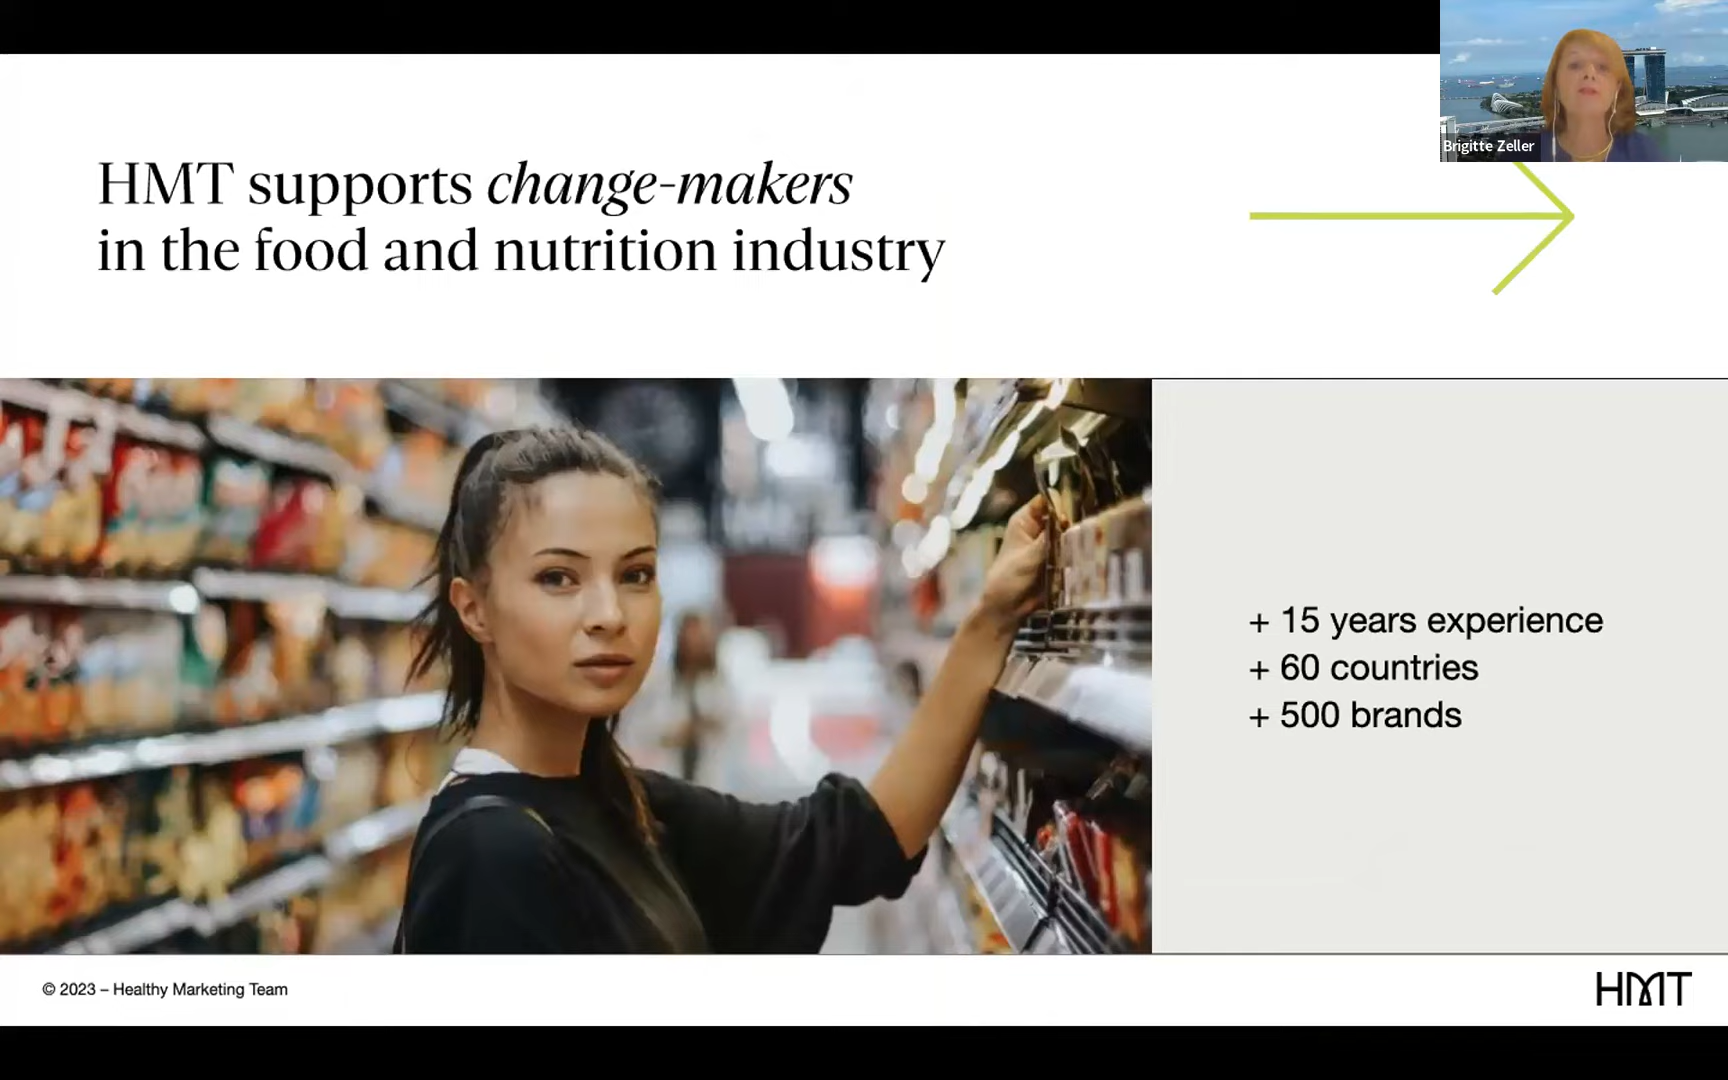 Brigitte Zeller
HMT supports change-makers
in the food and nutrition industry
+ 15 years experience
+ 60 countries
+ 500 brands
© 2023 – Healthy Marketing Team
HMT